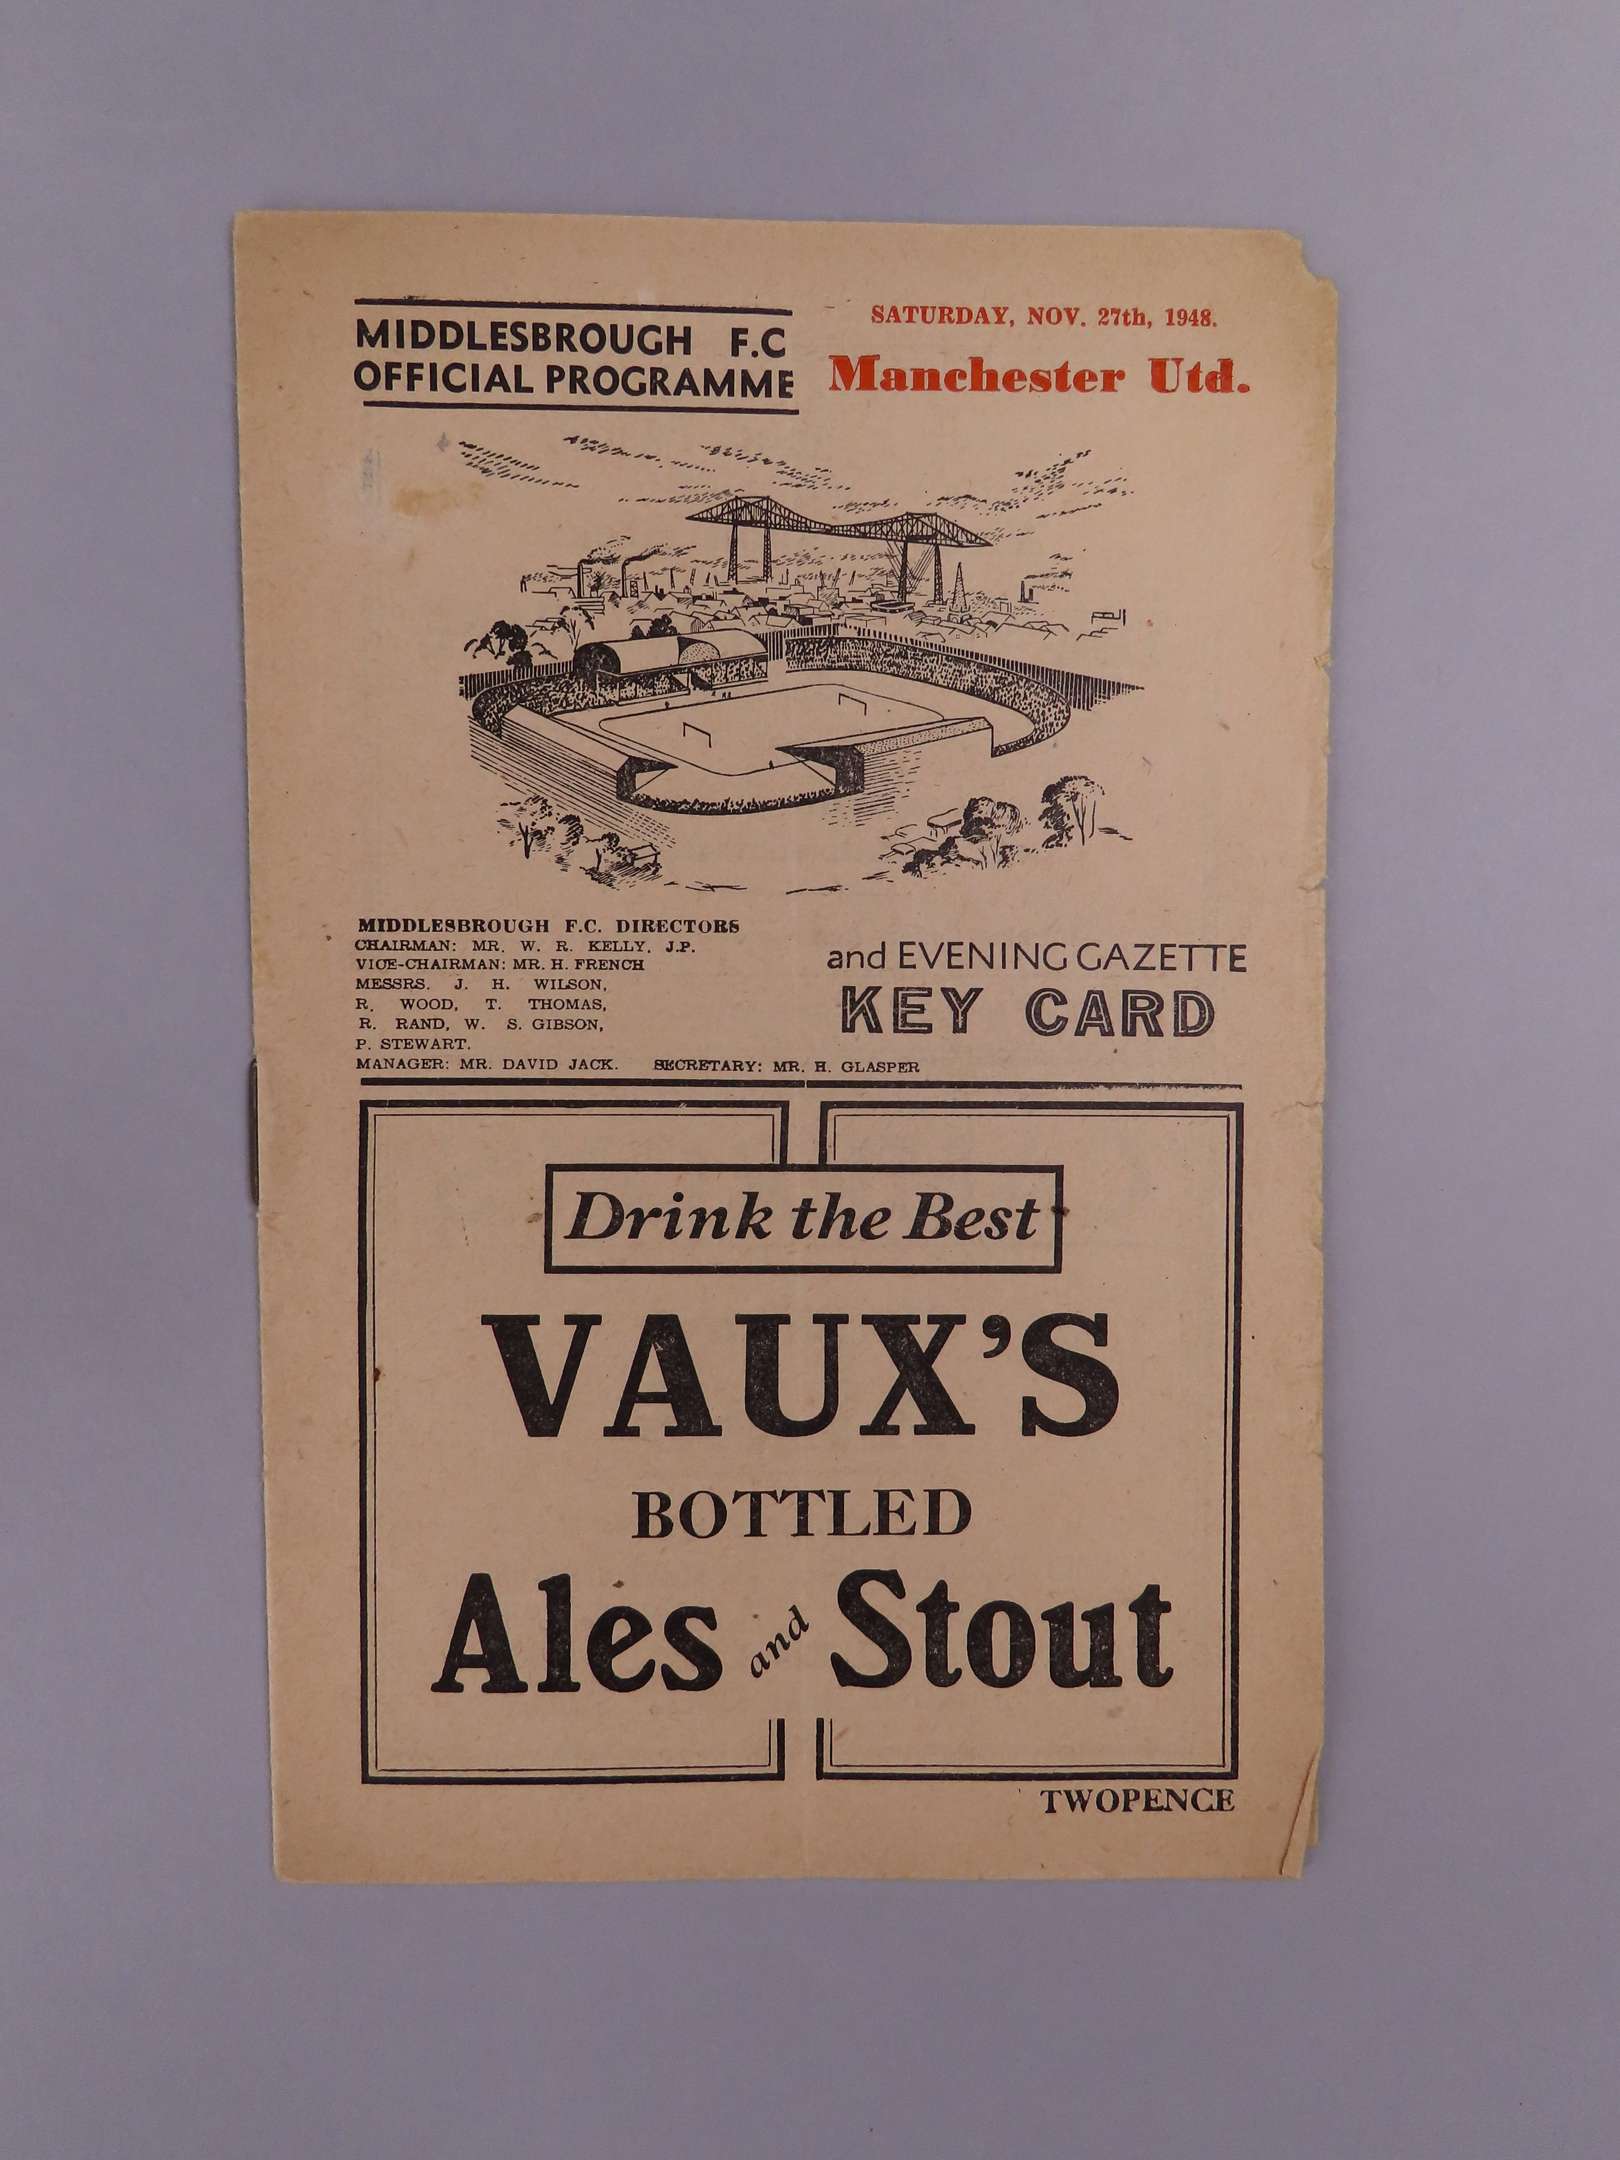 MIDDLESBROUGH F.C
OFFICIAL PROGRAMME
SATURDAY, NOV. 27th, 1948.
Manchester Utd.
MIDDLESBROUGH F.C. DIRECTORS
CHAIRMAN: MR. W. R. KELLY, J.P.
VICE-CHAIRMAN: MR. H. FRENCH
MESSRS. J. H. WILSON,
R. WOOD, T. THOMAS,
R. RAND, W. S. GIBSON,
P. STEWART.
MANAGER: MR. DAVID JACK. SECRETARY: MR. H. GLASPER
and EVENING GAZETTE
KEY CARD
Drink the Best
VAUX'S
BOTTLED
Ales and Stout
TWOPENCE